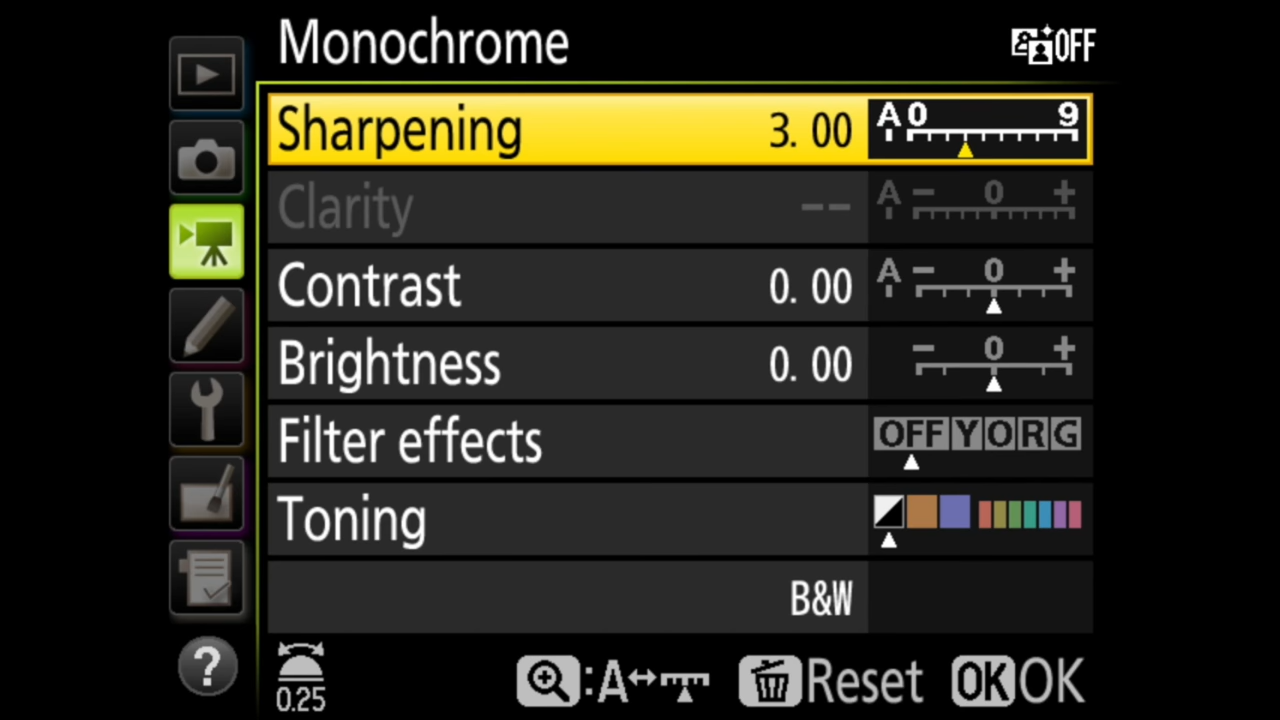 Monochrome
OFF
Sharpening 3. 00 A 0 9
Clarity -- A - 0 +
Contrast 0. 00 A - 0 +
Brightness 0. 00 - 0 +
Filter effects OFF Y O R G
Toning
B&W
? 0.25 :A Reset OK OK